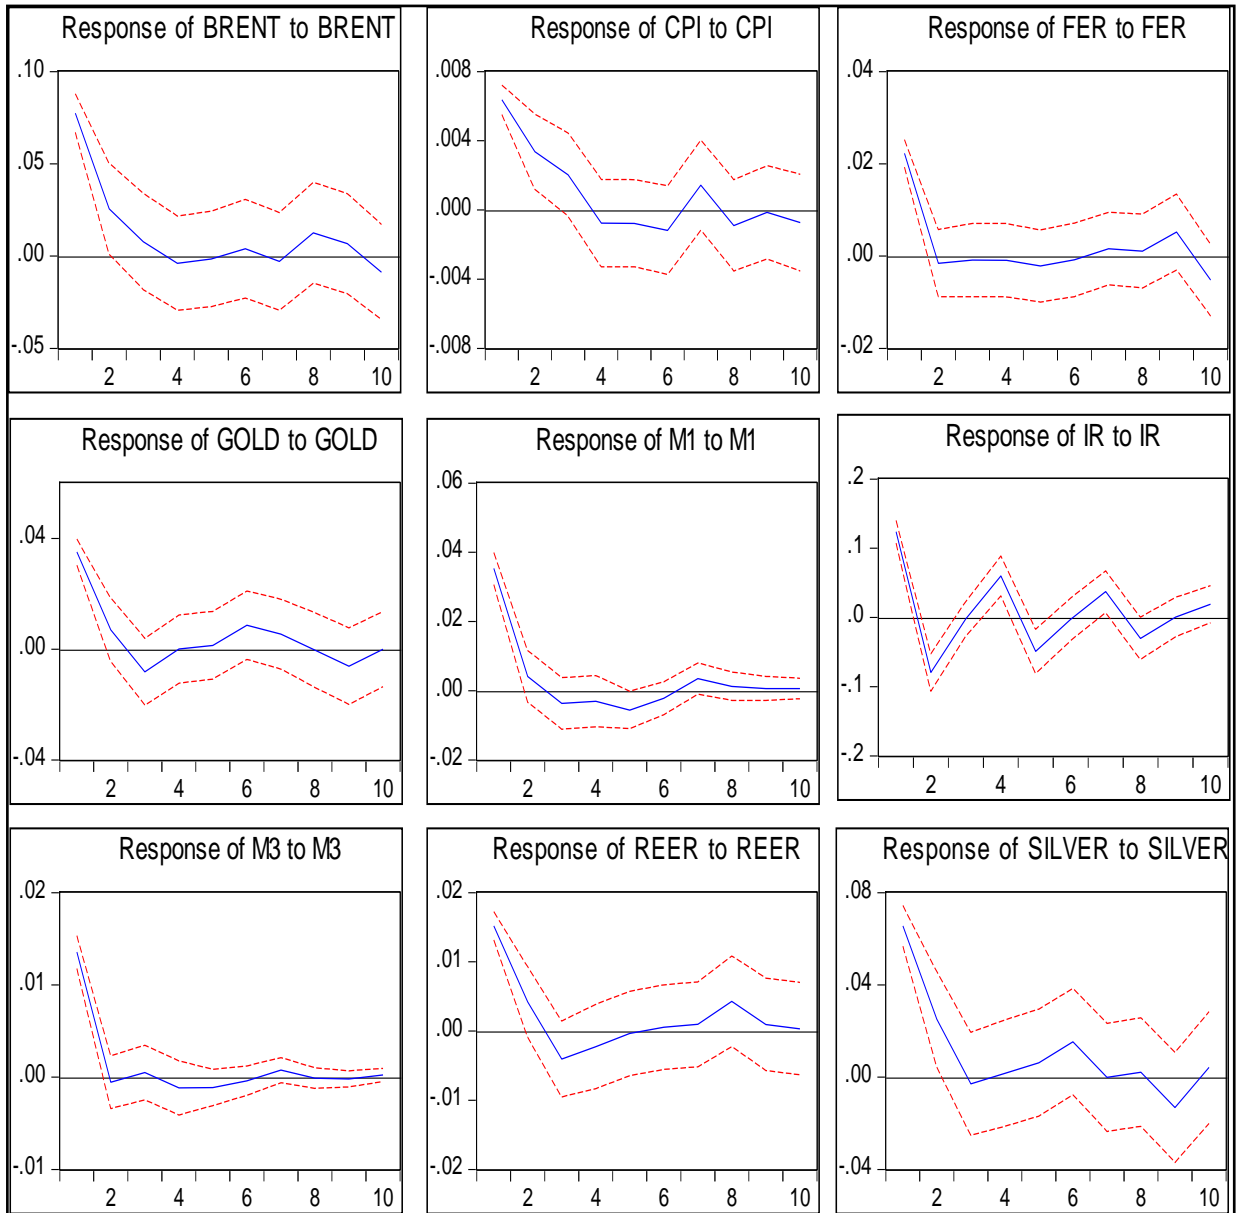 Response of BRENT to BRENT
.10
.05
.00
-.05
2 4 6 8 10
Response of CPI to CPI
.008
.004
.000
-.004
-.008
2 4 6 8 10
Response of FER to FER
.04
.02
.00
-.02
2 4 6 8 10
Response of GOLD to GOLD
.04
.00
-.04
2 4 6 8 10
Response of M1 to M1
.06
.04
.02
.00
-.02
2 4 6 8 10
Response of IR to IR
.2
.1
.0
-.1
-.2
2 4 6 8 10
Response of M3 to M3
.02
.01
.00
-.01
2 4 6 8 10
Response of REER to REER
.02
.01
.00
-.01
-.02
2 4 6 8 10
Response of SILVER to SILVER
.08
.04
.00
-.04
2 4 6 8 10